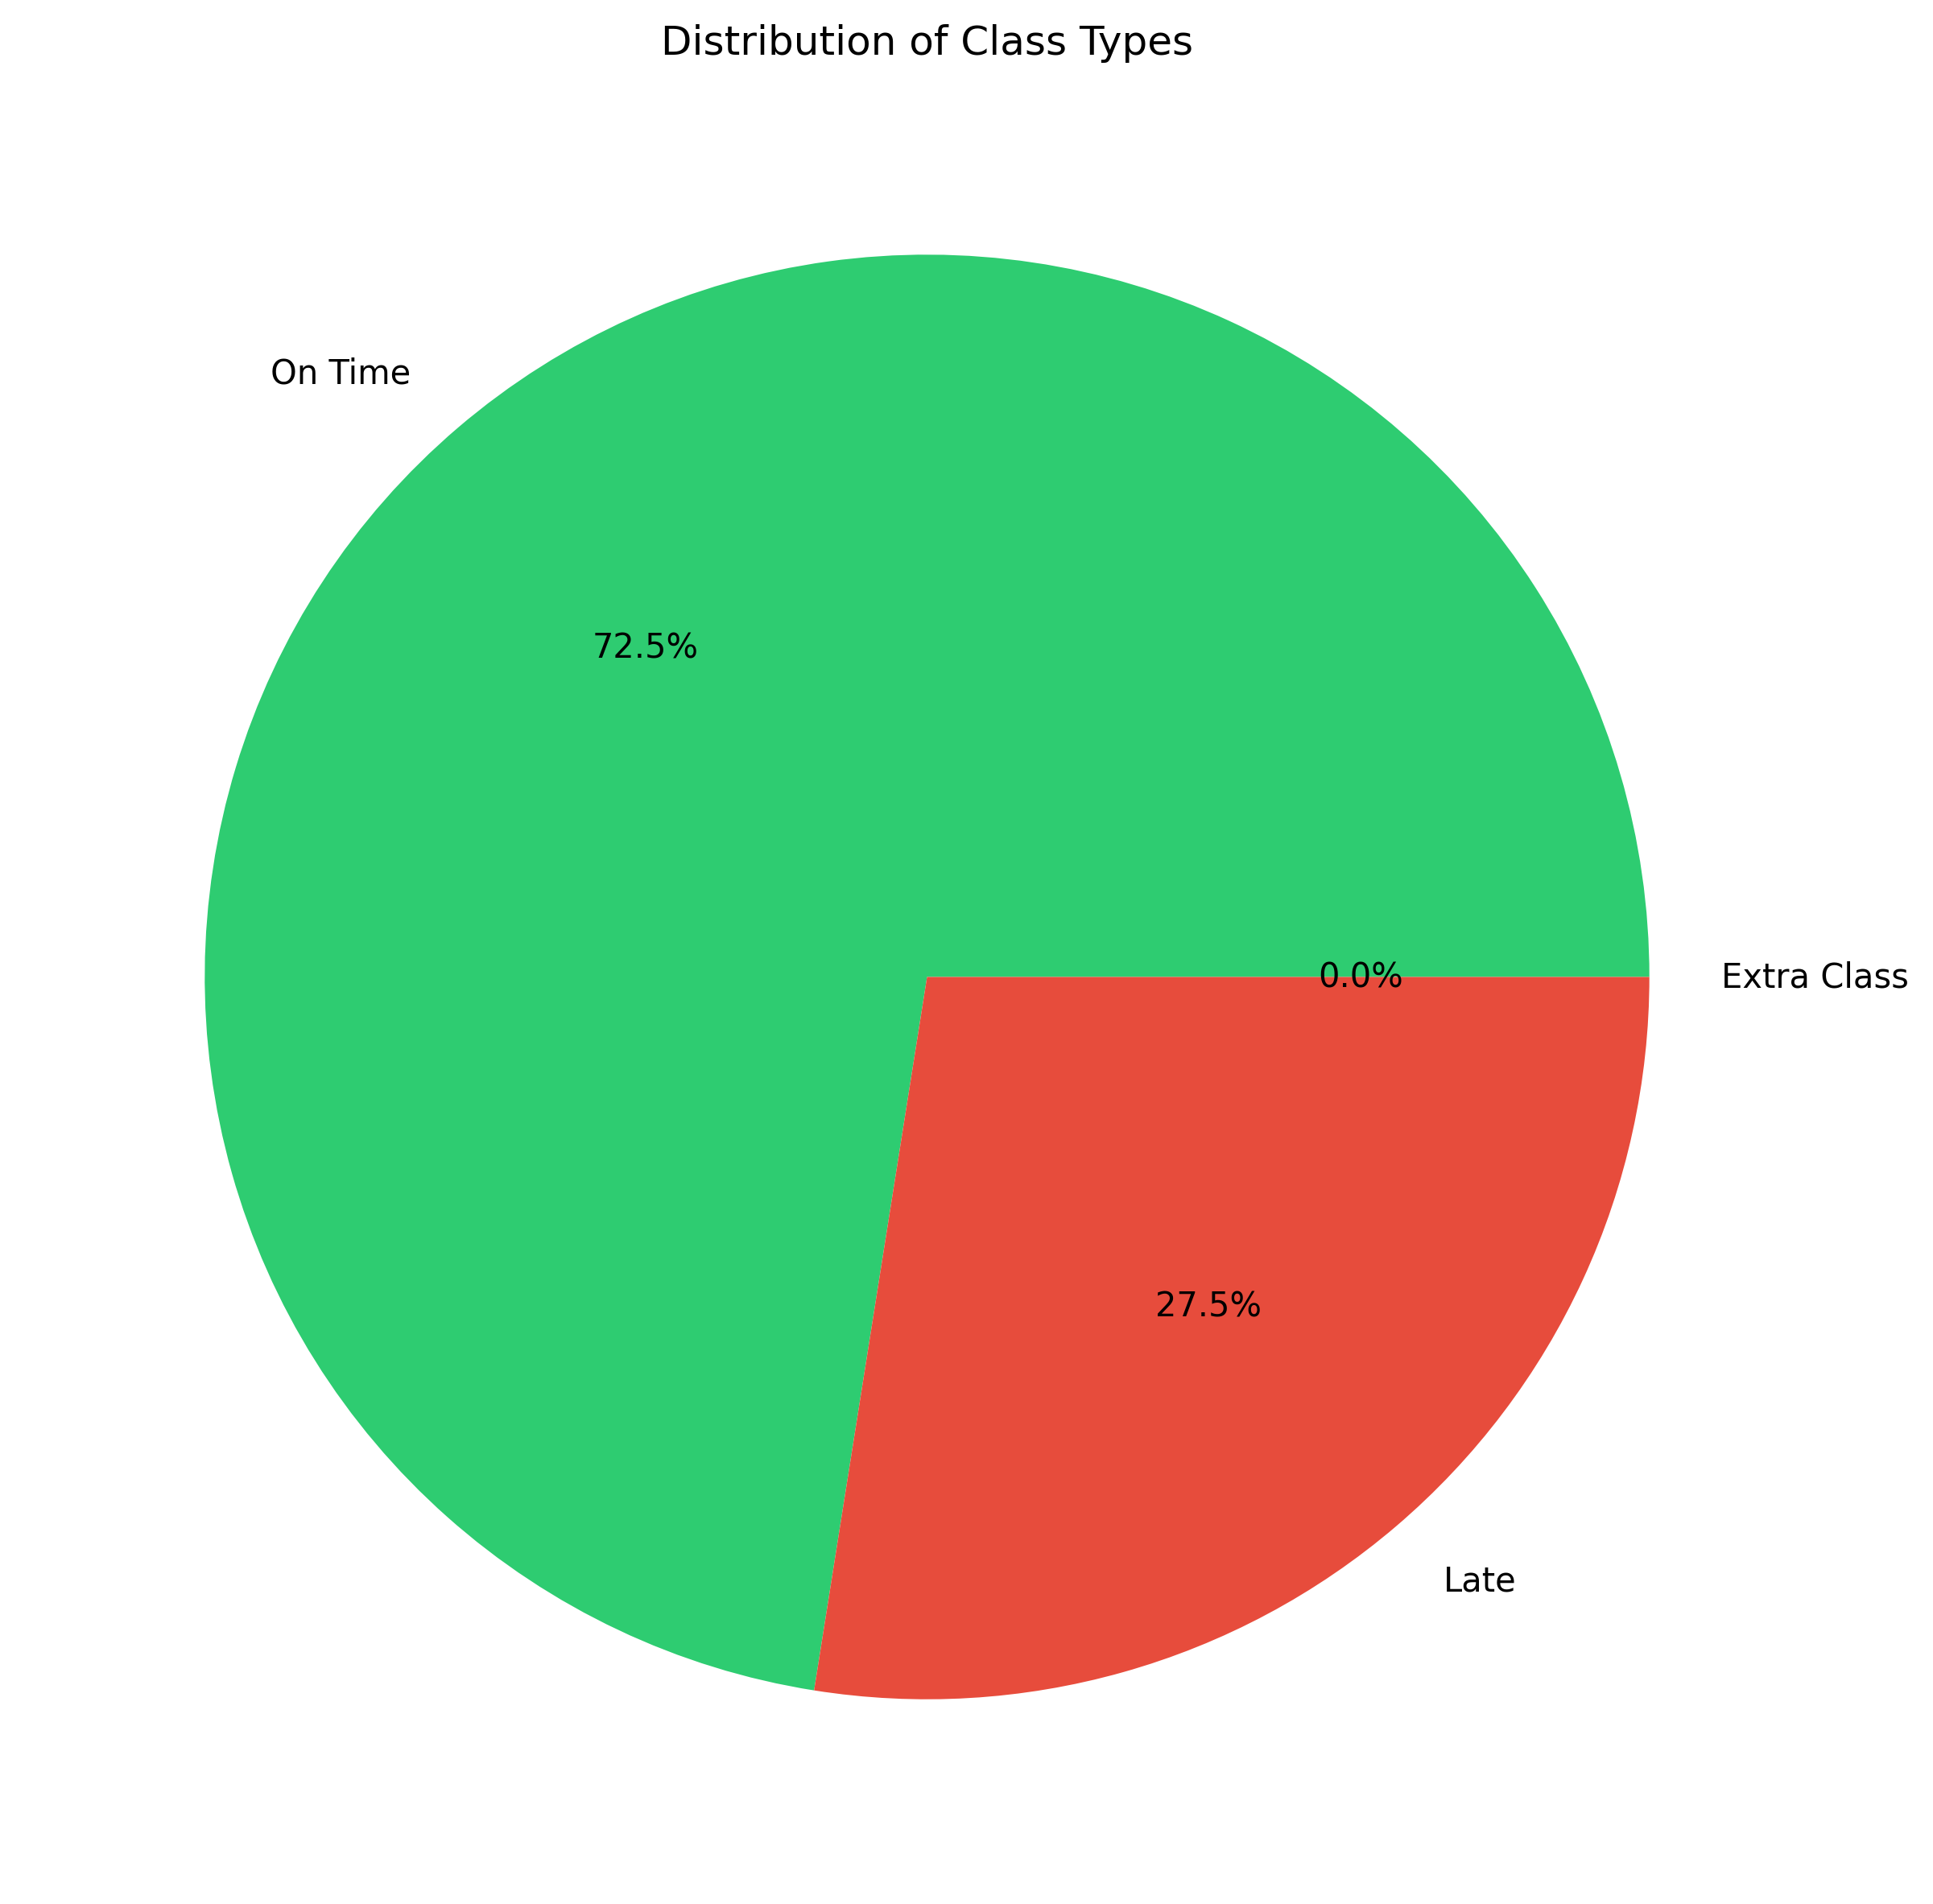 Distribution of Class Types
On Time
72.5%
0.0%
Extra Class
27.5%
Late